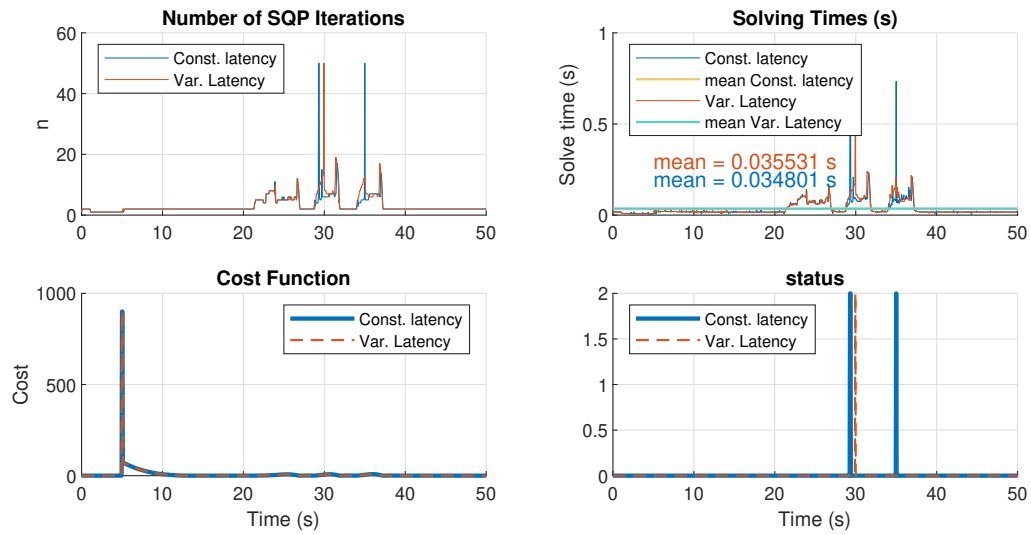 Number of SQP Iterations
60
40
20
0
n
Const. latency
Var. Latency
0
10
20
30
40
50
Solving Times (s)
1
0.5
0
Solve time (s)
Const. latency
mean Const. latency
Var. Latency
mean Var. Latency
mean = 0.035531 s
mean = 0.034801 s
0
10
20
30
40
50
Cost Function
1000
500
0
Cost
Const. latency
Var. Latency
0
10
20
30
40
50
Time (s)
status
2
1.5
1
0.5
0
Const. latency
Var. Latency
0
10
20
30
40
50
Time (s)